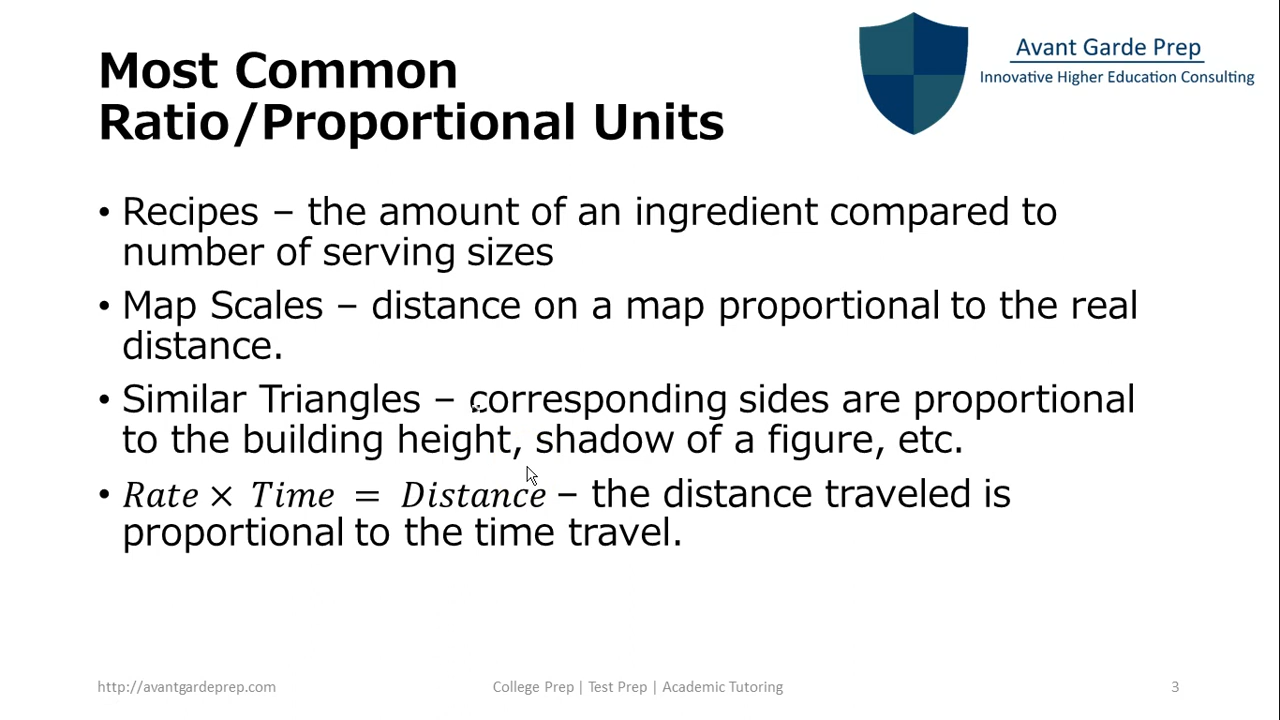 Most Common
Ratio/Proportional Units
Avant Garde Prep
Innovative Higher Education Consulting
• Recipes – the amount of an ingredient compared to
number of serving sizes
• Map Scales – distance on a map proportional to the real
distance.
• Similar Triangles – corresponding sides are proportional
to the building height, shadow of a figure, etc.
• Rate × Time = Distance – the distance traveled is
proportional to the time travel.
http://avantgardeprep.com
College Prep | Test Prep | Academic Tutoring
3